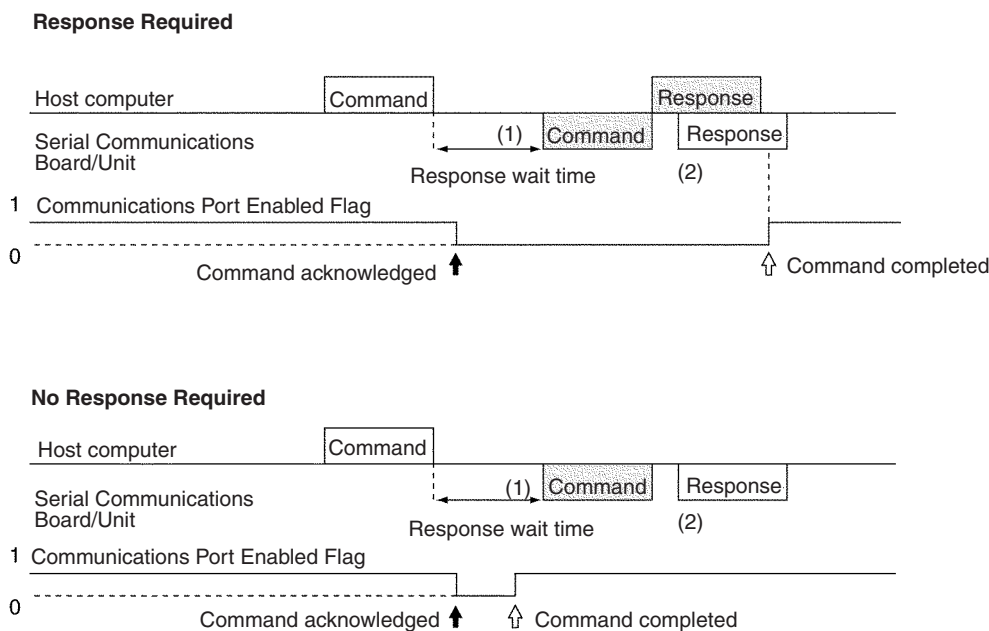 Response Required
Host computer
Command
Response
Serial Communications
Board/Unit
(1)
Command
Response
Response wait time
(2)
1 Communications Port Enabled Flag
0
Command acknowledged
Command completed
No Response Required
Host computer
Command
Serial Communications
Board/Unit
(1)
Command
Response
Response wait time
(2)
1 Communications Port Enabled Flag
0
Command acknowledged
Command completed